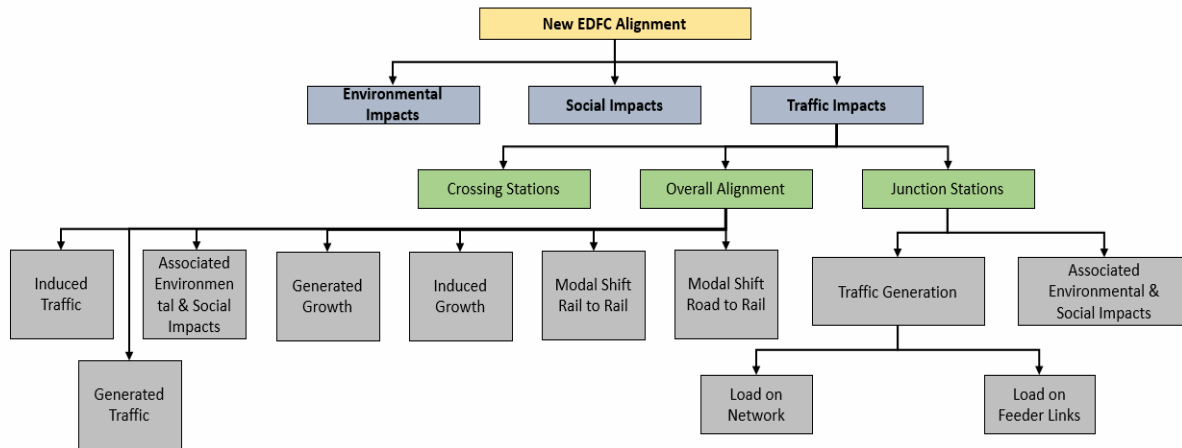 New EDFC Alignment
Environmental
Impacts
Social Impacts
Traffic Impacts
Crossing Stations
Overall Alignment
Junction Stations
Induced
Traffic
Associated
Environmen
tal & Social
Impacts
Generated
Growth
Induced
Growth
Modal Shift
Rail to Rail
Modal Shift
Road to Rail
Traffic Generation
Associated
Environmental &
Social Impacts
Generated
Traffic
Load on
Network
Load on
Feeder Links